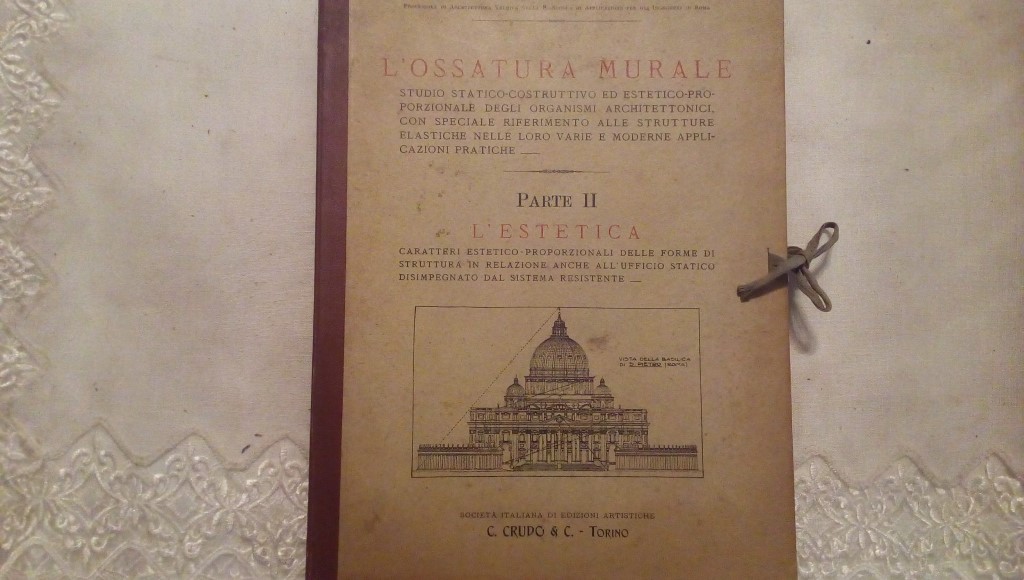 L'OSSATURA MURALE
STUDIO STATICO-COSTRUTTIVO ED ESTETICO-PRO-
PORZIONALE DEGLI ORGANISMI ARCHITETTONICI,
CON SPECIALE RIFERIMENTO ALLE STRUTTURE
ELASTICHE NELLE LORO VARIE E MODERNE APPLI-
CAZIONI PRATICHE
PARTE II
L'ESTETICA
CARATTERI ESTETICO-PROPORZIONALI DELLE FORME DI
STRUTTURA IN RELAZIONE ANCHE ALL'UFFICIO STATICO
DISIMPEGNATO DAL SISTEMA RESISTENTE
VISTA DELLA BASILICA
DI S. PIETRO (ROMA)
SOCIETÀ ITALIANA DI EDIZIONI ARTISTICHE
C. CRUDO & C. - TORINO